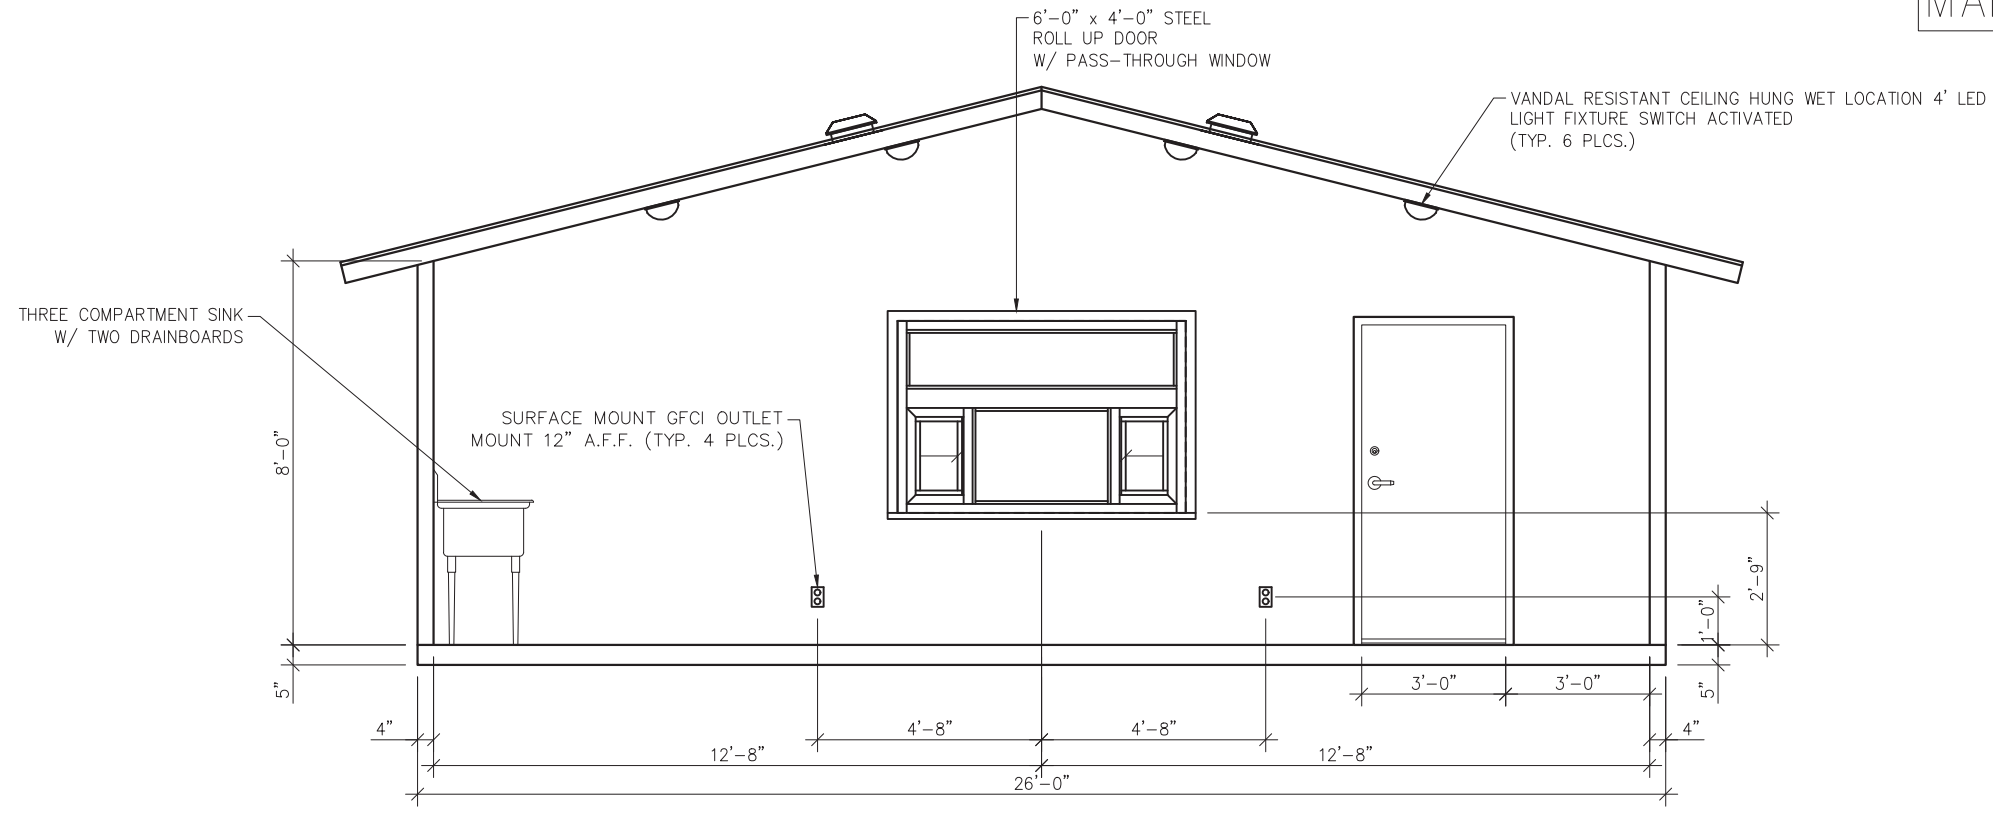 6'-0" x 4'-0" STEEL
ROLL UP DOOR
W/ PASS-THROUGH WINDOW
VANDAL RESISTANT CEILING HUNG WET LOCATION 4' LED
LIGHT FIXTURE SWITCH ACTIVATED
(TYP. 6 PLCS.)
THREE COMPARTMENT SINK
W/ TWO DRAINBOARDS
SURFACE MOUNT GFCI OUTLET
MOUNT 12" A.F.F. (TYP. 4 PLCS.)
8'-0"
5"
2'-9"
1'-0"
5"
3'-0"
3'-0"
4"
4'-8"
4'-8"
4"
12'-8"
12'-8"
26'-0"